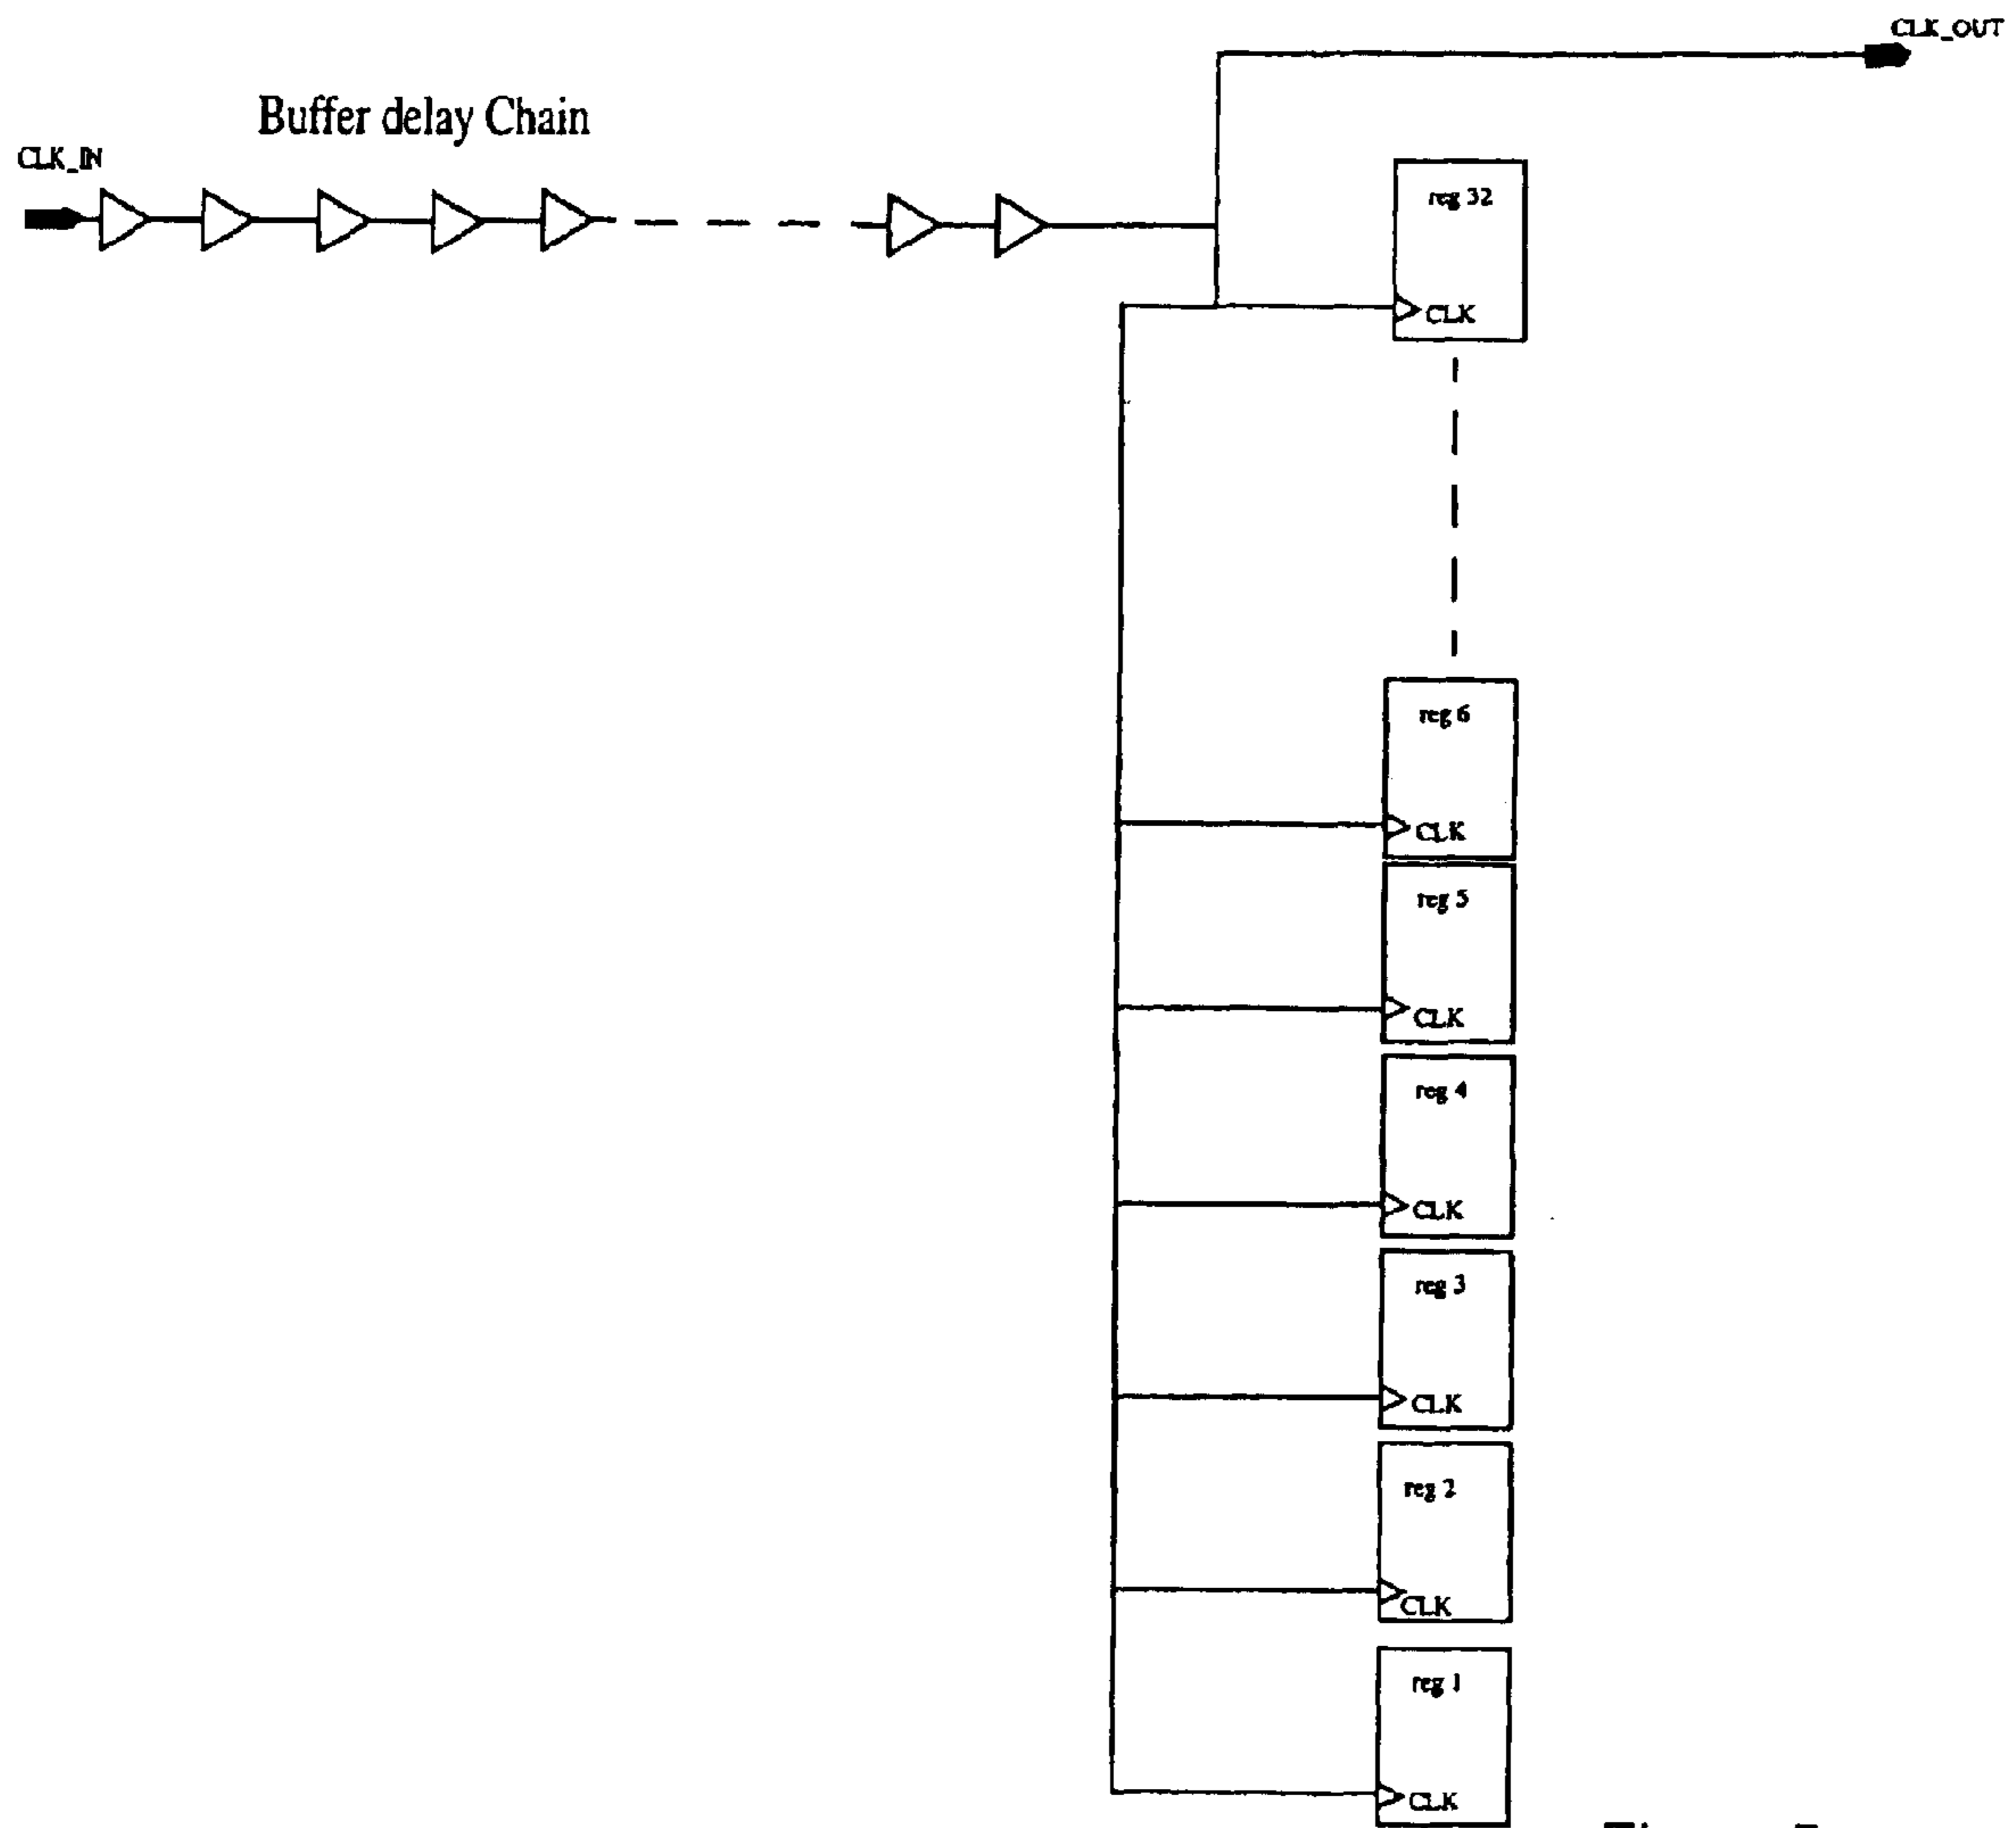 CLK_OUT
Buffer delay Chain
CLK_IN
reg 32
CLK
reg 6
CLK
reg 5
CLK
reg 4
CLK
reg 3
CLK
reg 2
CLK
reg 1
CLK